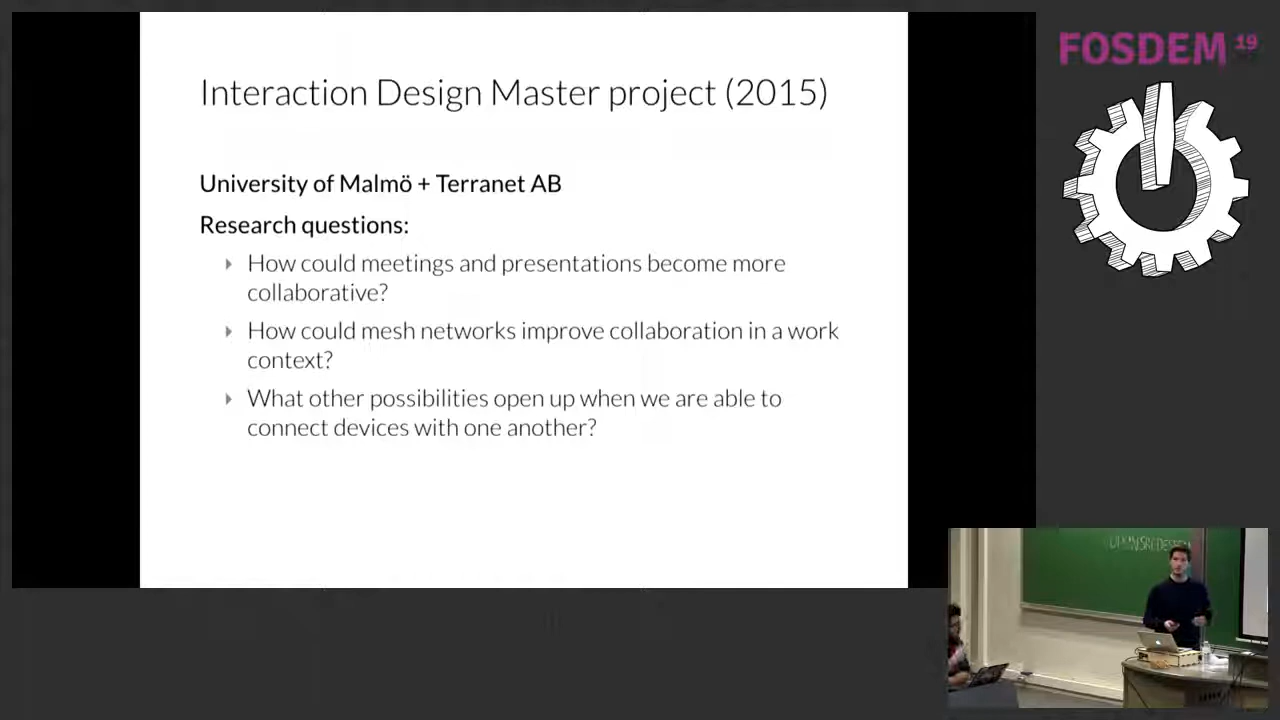 FOSDEM 19
Interaction Design Master project (2015)
University of Malmö + Terranet AB
Research questions:
How could meetings and presentations become more
collaborative?
How could mesh networks improve collaboration in a work
context?
What other possibilities open up when we are able to
connect devices with one another?